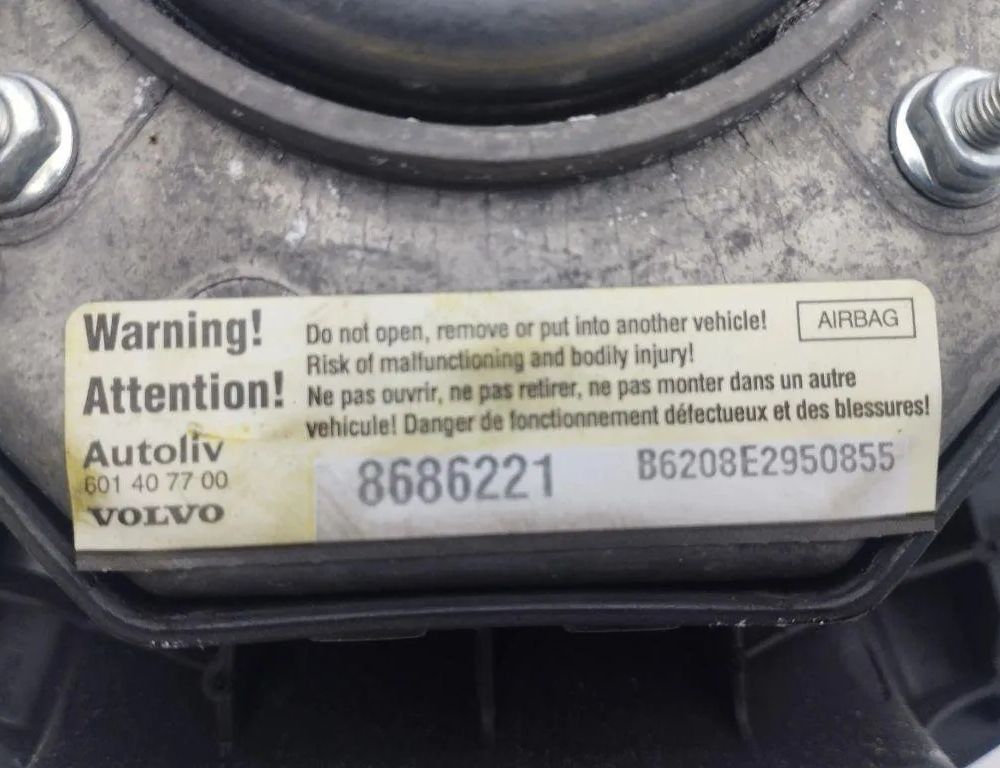 Warning!
Attention!
Do not open, remove or put into another vehicle!
Risk of malfunctioning and bodily injury!
Ne pas ouvrir, ne pas retirer, ne pas monter dans un autre
vehicule! Danger de fonctionnement défectueux et des blessures!
AIRBAG
Autoliv
601 40 77 00
VOLVO
8686221
B6208E2950855